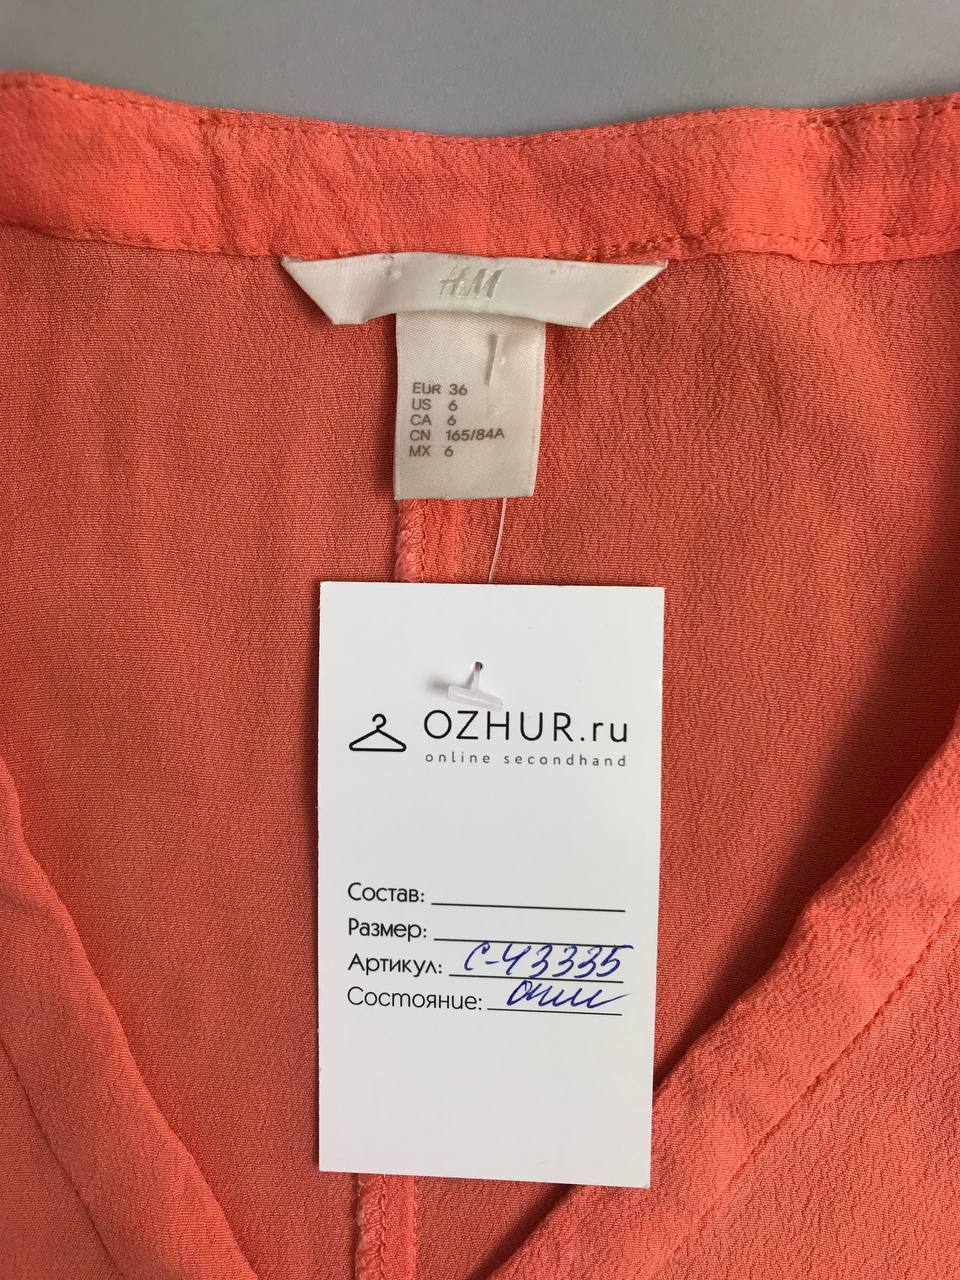 H&M
EUR 36
US 6
CA 6
CN 165/84A
MX 6
OZHUR.ru
online secondhand
Состав:
Размер:
Артикул: С-43335
Состояние: отл